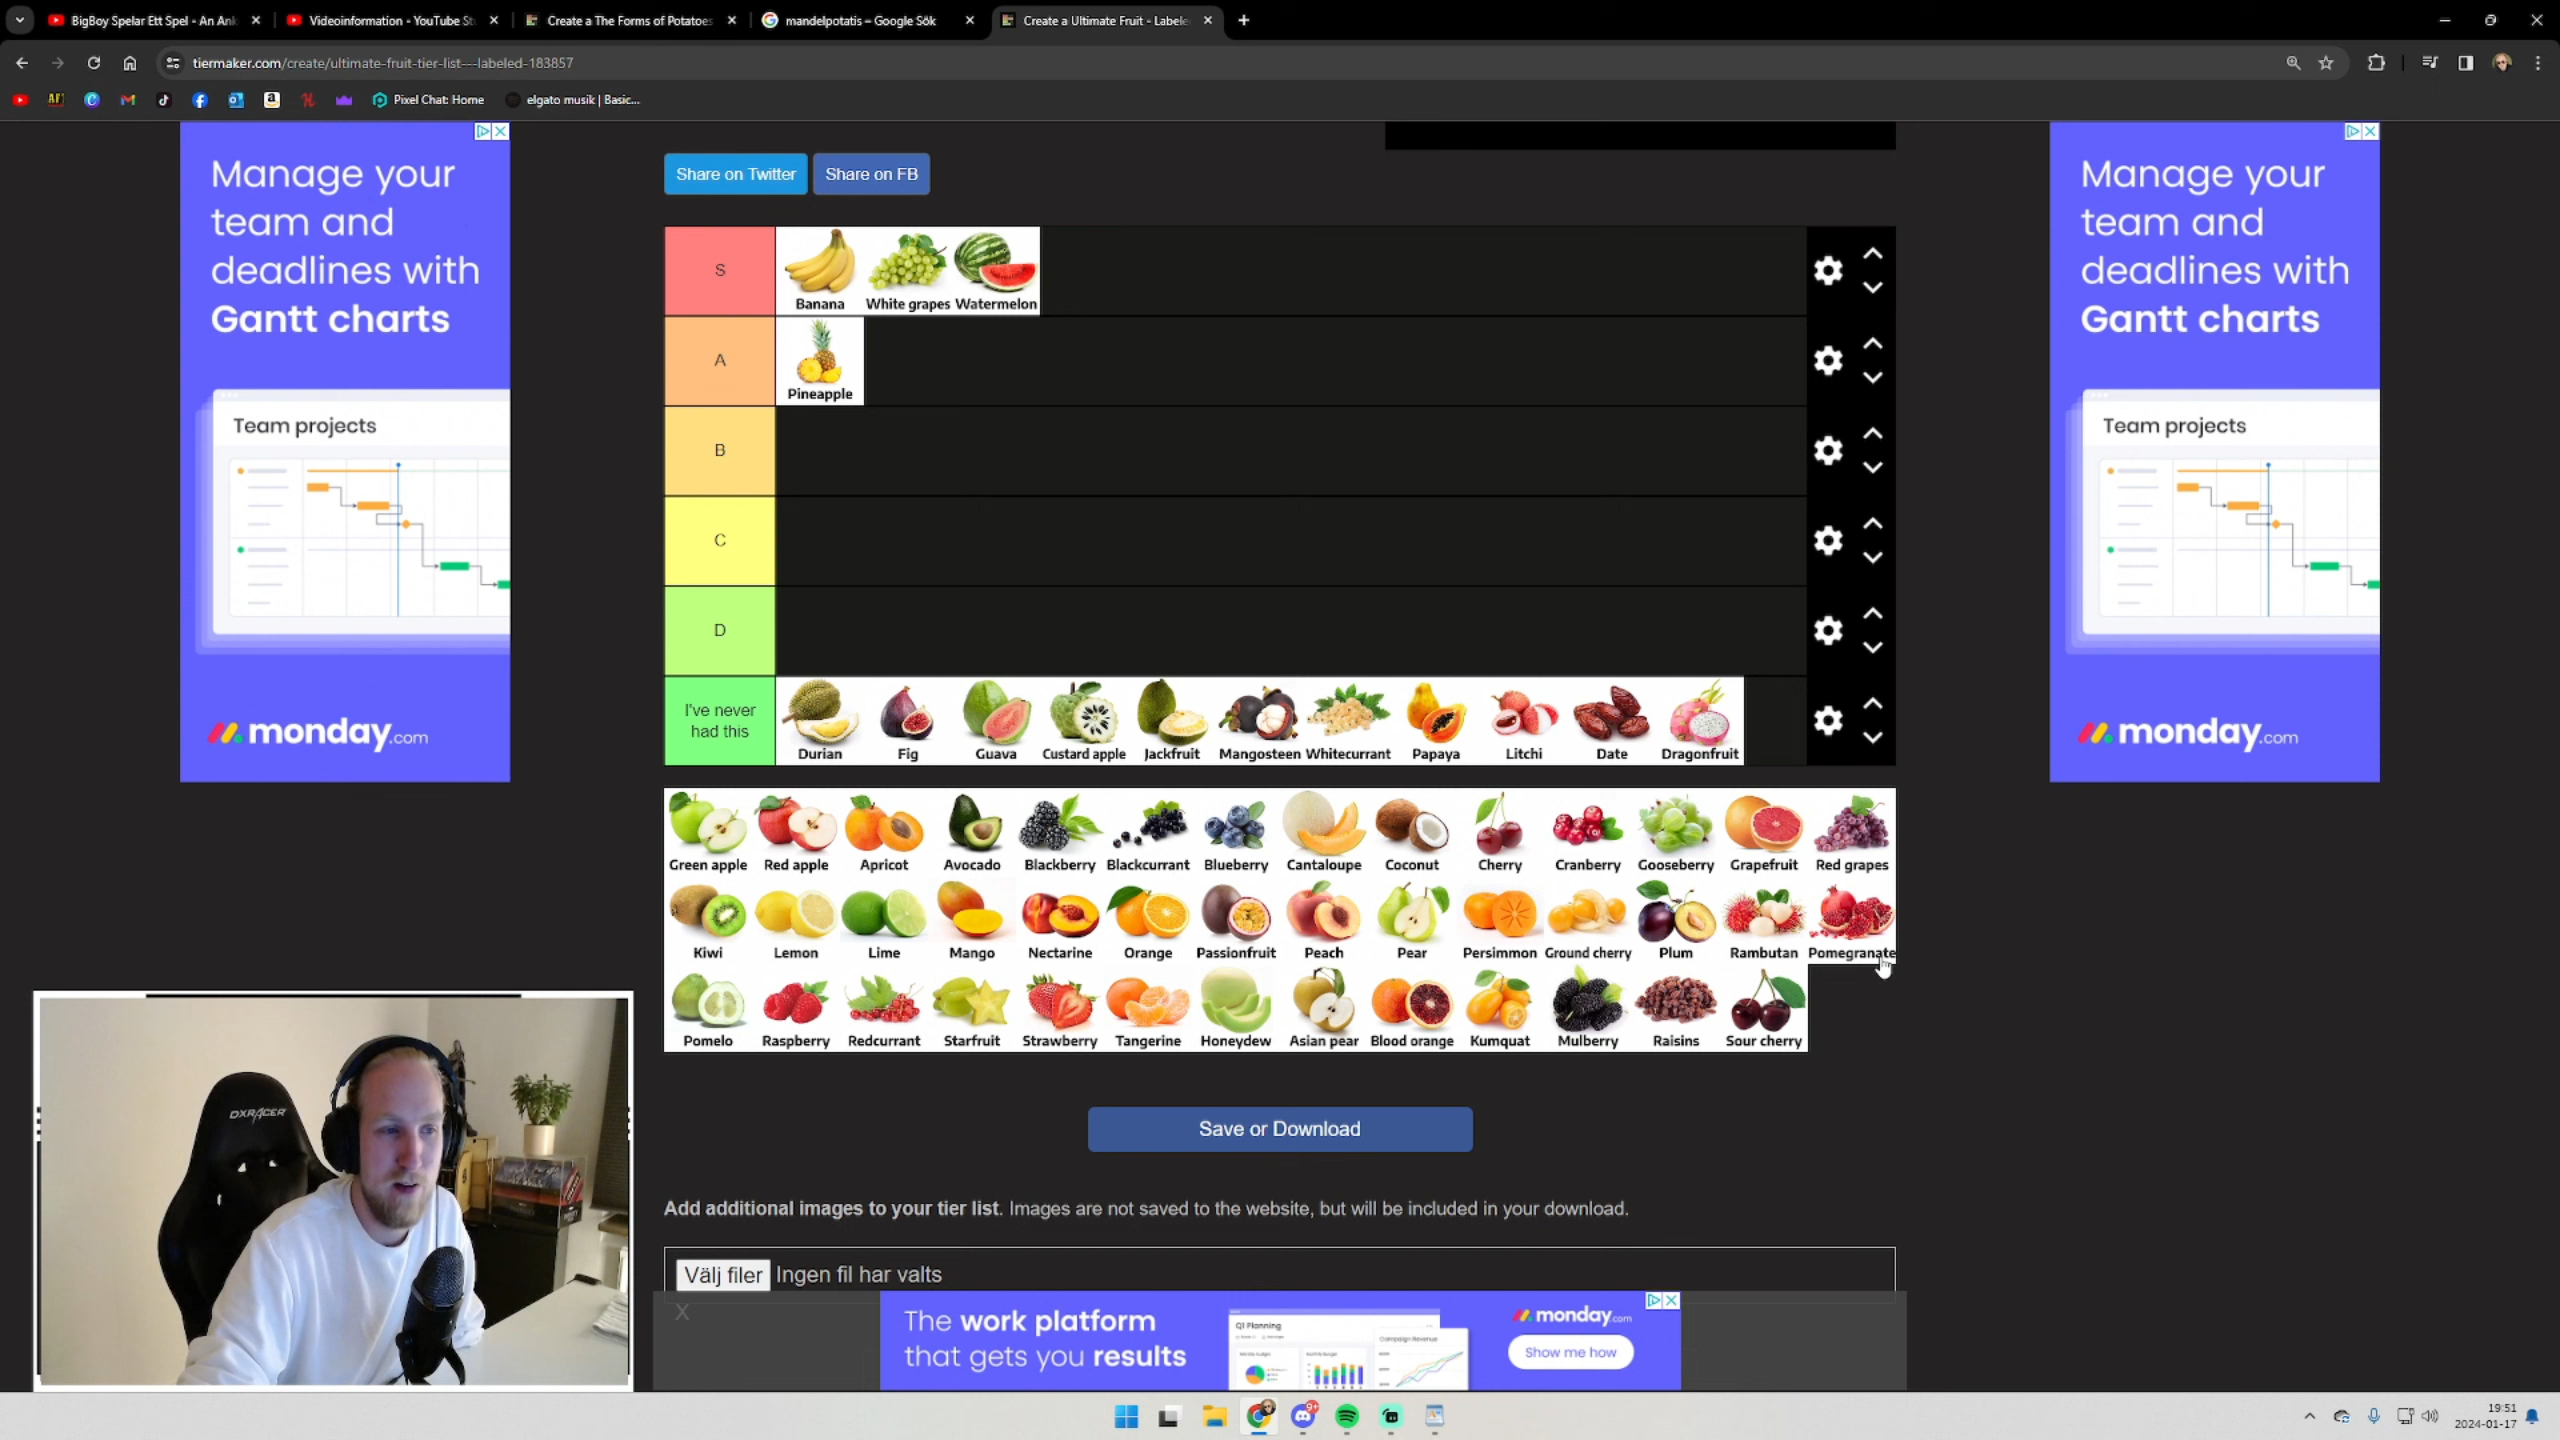 BigBoy Spelar Ett Spel - An Ank
Videoinformation - YouTube St
Create a The Forms of Potatoes
mandelpotatis – Google Sök
Create a Ultimate Fruit - Labele
tiermaker.com/create/ultimate-fruit-tier-list---labeled-183857
Pixel Chat: Home
elgato musik | Basic...
Manage your
team and
deadlines with
Gantt charts
Team projects
monday.com
Share on Twitter
Share on FB
S
Banana
White grapes
Watermelon
A
Pineapple
B
C
D
I've never
had this
Durian
Fig
Guava
Custard apple
Jackfruit
Mangosteen
Whitecurrant
Papaya
Litchi
Date
Dragonfruit
Manage your
team and
deadlines with
Gantt charts
Team projects
monday.com
Green apple
Red apple
Apricot
Avocado
Blackberry
Blackcurrant
Blueberry
Cantaloupe
Coconut
Cherry
Cranberry
Gooseberry
Grapefruit
Red grapes
Kiwi
Lemon
Lime
Mango
Nectarine
Orange
Passionfruit
Peach
Pear
Persimmon
Ground cherry
Plum
Rambutan
Pomegranate
Pomelo
Raspberry
Redcurrant
Starfruit
Strawberry
Tangerine
Honeydew
Asian pear
Blood orange
Kumquat
Mulberry
Raisins
Sour cherry
DXRACER
Save or Download
Add additional images to your tier list. Images are not saved to the website, but will be included in your download.
Välj filer Ingen fil har valts
X
The work platform
that gets you results
Q1 Planning
Campaign Revenue
monday.com
Show me how
9+
19:51
2024-01-17